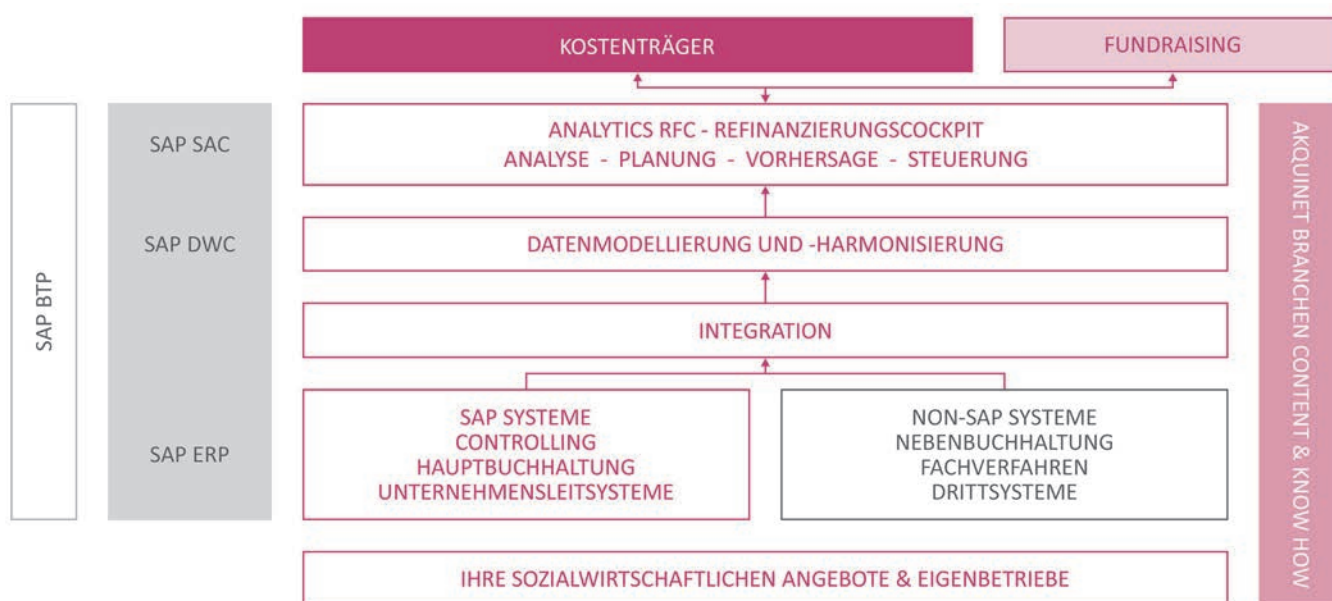 KOSTENTRÄGER
FUNDRAISING
SAP BTP
SAP SAC
ANALYTICS RFC - REFINANZIERUNGSCOCKPIT
ANALYSE - PLANUNG - VORHERSAGE - STEUERUNG
SAP DWC
DATENMODELLIERUNG UND -HARMONISIERUNG
INTEGRATION
SAP ERP
SAP SYSTEME
CONTROLLING
HAUPTBUCHHALTUNG
UNTERNEHMENSLEITSYSTEME
NON-SAP SYSTEME
NEBENBUCHHALTUNG
FACHVERFAHREN
DRITTSYSTEME
IHRE SOZIALWIRTSCHAFTLICHEN ANGEBOTE & EIGENBETRIEBE
AKQUINET BRANCHEN CONTENT & KNOW HOW